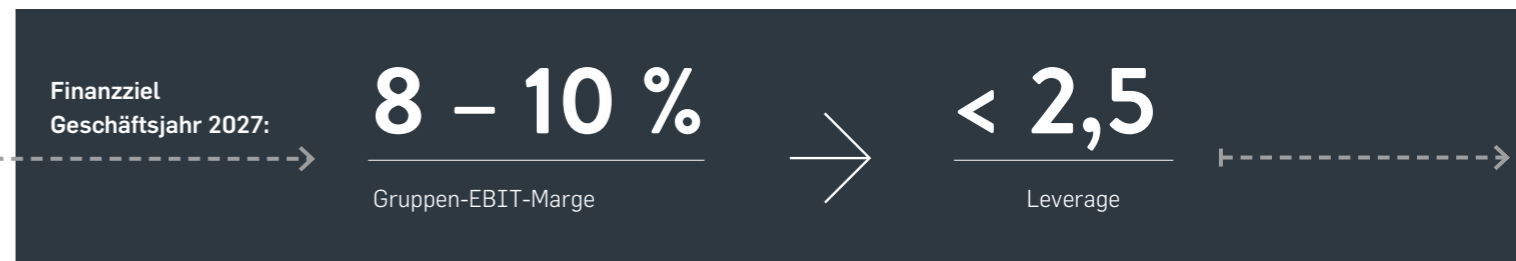 Finanzziel
Geschäftsjahr 2027:
8 – 10 %
Gruppen-EBIT-Marge
< 2,5
Leverage